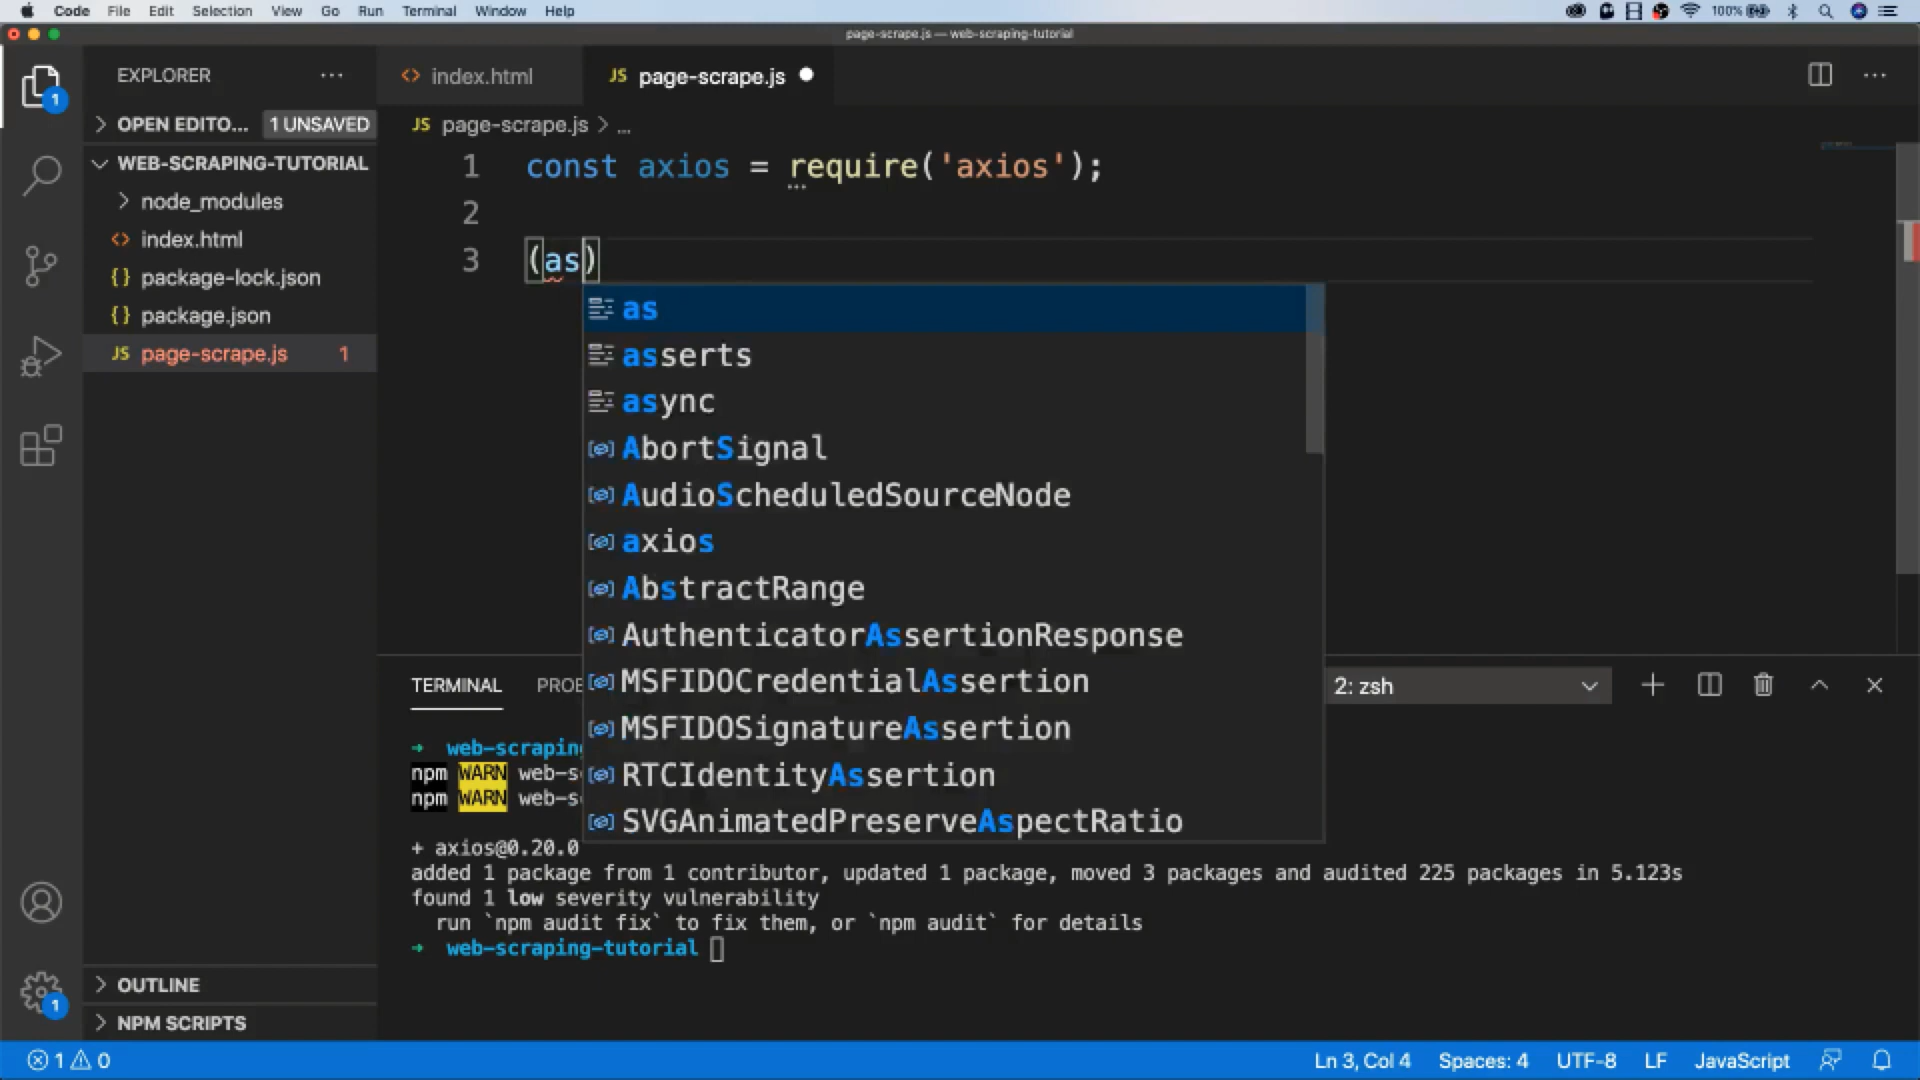 Code File Edit Selection View Go Run Terminal Window Help 100%
page-scrape.js — web-scraping-tutorial
EXPLORER
index.html
JS page-scrape.js
OPEN EDITO... 1 UNSAVED
JS page-scrape.js > ...
WEB-SCRAPING-TUTORIAL
node_modules
index.html
{} package-lock.json
{} package.json
JS page-scrape.js 1
1 const axios = require('axios');
2
3 (as)
as
asserts
async
AbortSignal
AudioScheduledSourceNode
axios
AbstractRange
AuthenticatorAssertionResponse
MSFIDOCredentialAssertion
MSFIDOSignatureAssertion
RTCIdentityAssertion
SVGAnimatedPreserveAspectRatio
TERMINAL
2: zsh
npm WARN
npm WARN
+ axios@0.20.0
added 1 package from 1 contributor, updated 1 package, moved 3 packages and audited 225 packages in 5.123s
found 1 low severity vulnerability
run `npm audit fix` to fix them, or `npm audit` for details
→ web-scraping-tutorial
1
1
OUTLINE
NPM SCRIPTS
1 0
Ln 3, Col 4 Spaces: 4 UTF-8 LF JavaScript